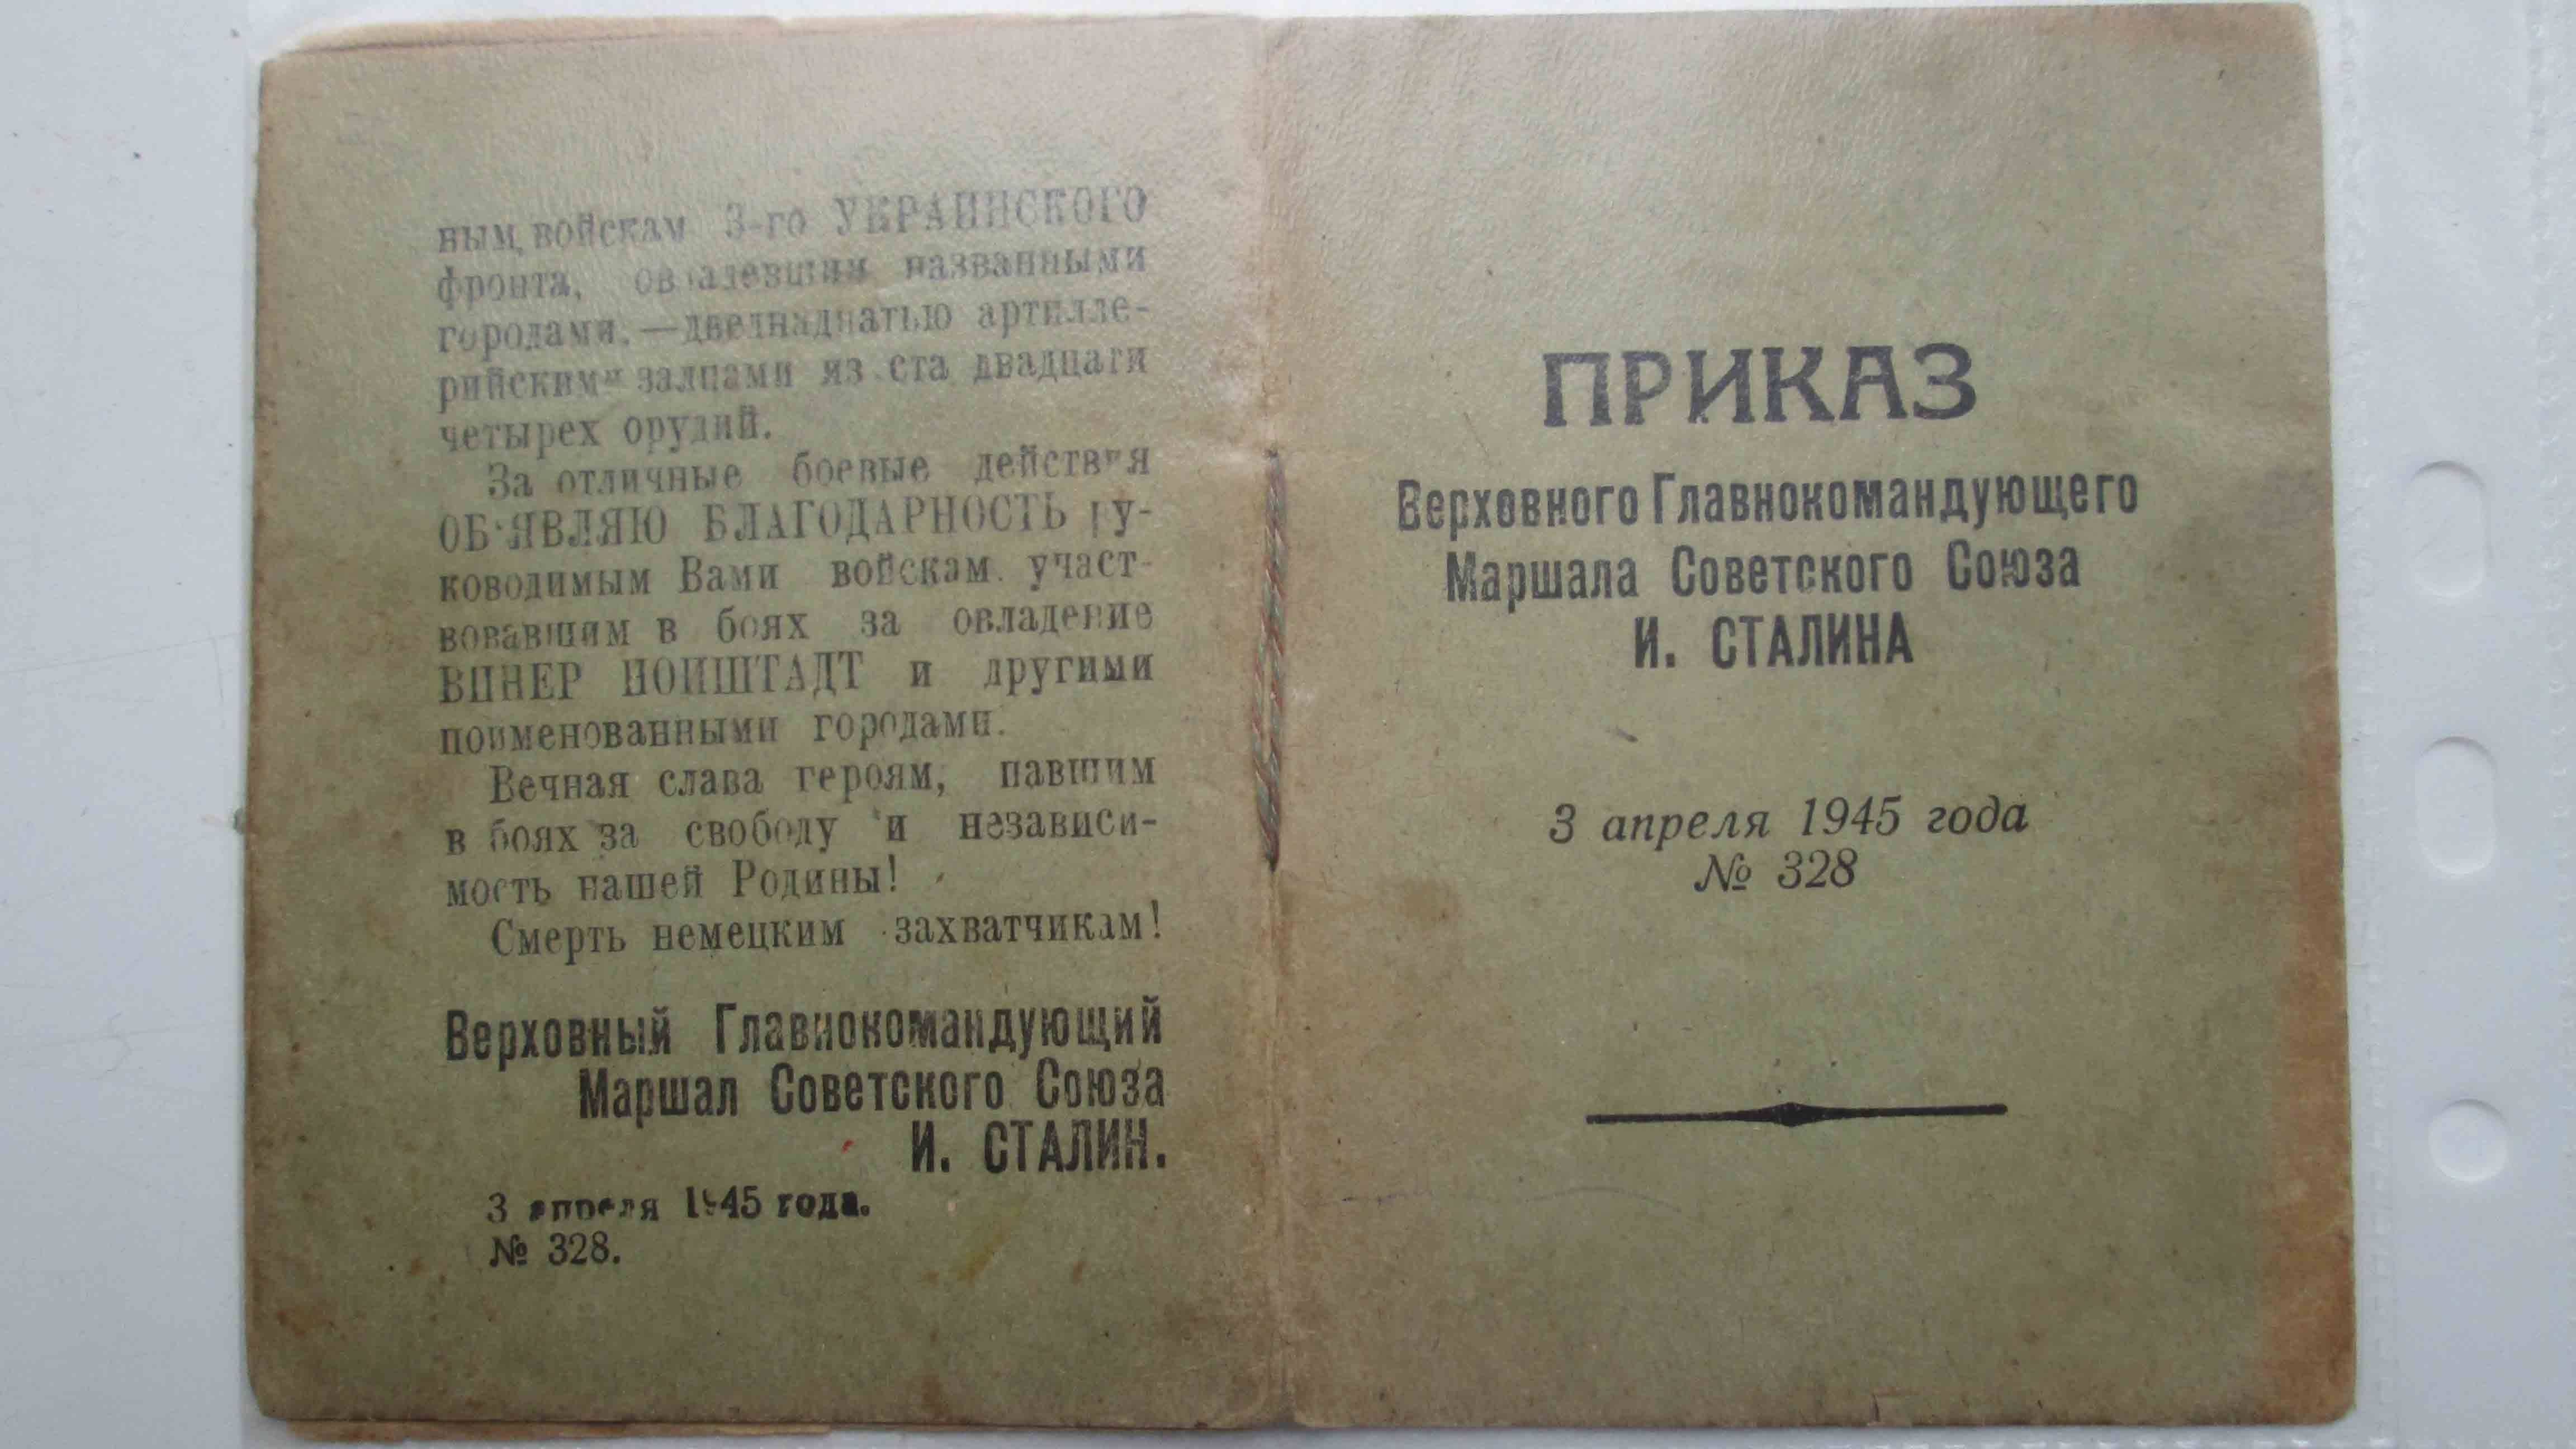 ным войскам 3-го УКРАИНСКОГО
фронта, овладевшим названными
городами,—двенадцатью артилле-
рийскими залпами из ста двадцати
четырех орудий.
За отличные боевые действия
ОБ'ЯВЛЯЮ БЛАГОДАРНОСТЬ ру-
ководимым Вами войскам, участ-
вовавшим в боях за овладение
ВИНЕР НОЙШТАДТ и другими
поименованными городами.
Вечная слава героям, павшим
в боях за свободу и независи-
мость нашей Родины!
Смерть немецким захватчикам!
Верховный Главнокомандующий
Маршал Советского Союза
И. СТАЛИН.
3 апреля 1945 года.
№ 328.
ПРИКАЗ
Верховного Главнокомандующего
Маршала Советского Союза
И. СТАЛИНА
3 апреля 1945 года
№ 328